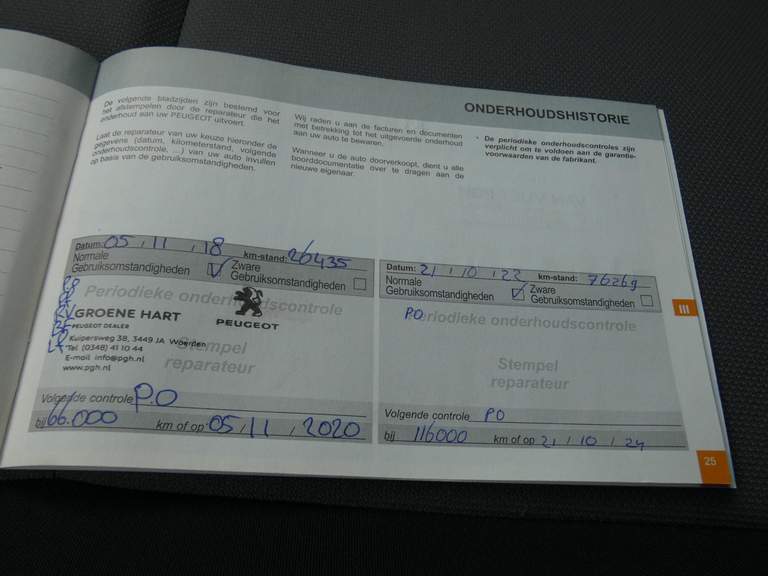 ONDERHOUDSHISTORIE
De volgende bladzijden zijn bestemd voor
het afstempelen door de reparateur die het
onderhoud aan uw PEUGEOT uitvoert.
Laat de reparateur van uw keuze hieronder de
gegevens (datum, kilometerstand, volgende
onderhoudscontrole, ...) van uw auto invullen
op basis van de gebruiksomstandigheden.
Wij raden u aan de facturen en documenten
met betrekking tot het uitgevoerde onderhoud
aan uw auto te bewaren.
Wanneer u de auto doorverkoopt, dient u alle
boorddocumentatie over te dragen aan de
nieuwe eigenaar.
• De periodieke onderhoudscontroles zijn
verplicht om te voldoen aan de garantie-
voorwaarden van de fabrikant.
Datum: 05 / 11 / 18 km-stand: 26435
Normale
Gebruiksomstandigheden
Zware
Gebruiksomstandigheden
Periodieke onderhoudscontrole
GROENE HART
PEUGEOT DEALER
PEUGEOT
Kuipersweg 38, 3449 JA Woerden
Tel (0348) 41 10 44
E-mail info@pgh.nl
www.pgh.nl
Stempel
reparateur
Volgende controle P.O
bij 66.000 km of op 05 / 11 / 2020
Datum: 21 / 10 / 22 km-stand: 76269
Normale
Gebruiksomstandigheden
Zware
Gebruiksomstandigheden
P.O
Periodieke onderhoudscontrole
Stempel
reparateur
Volgende controle PO
bij 116000 km of op 21 / 10 / 24
III
25